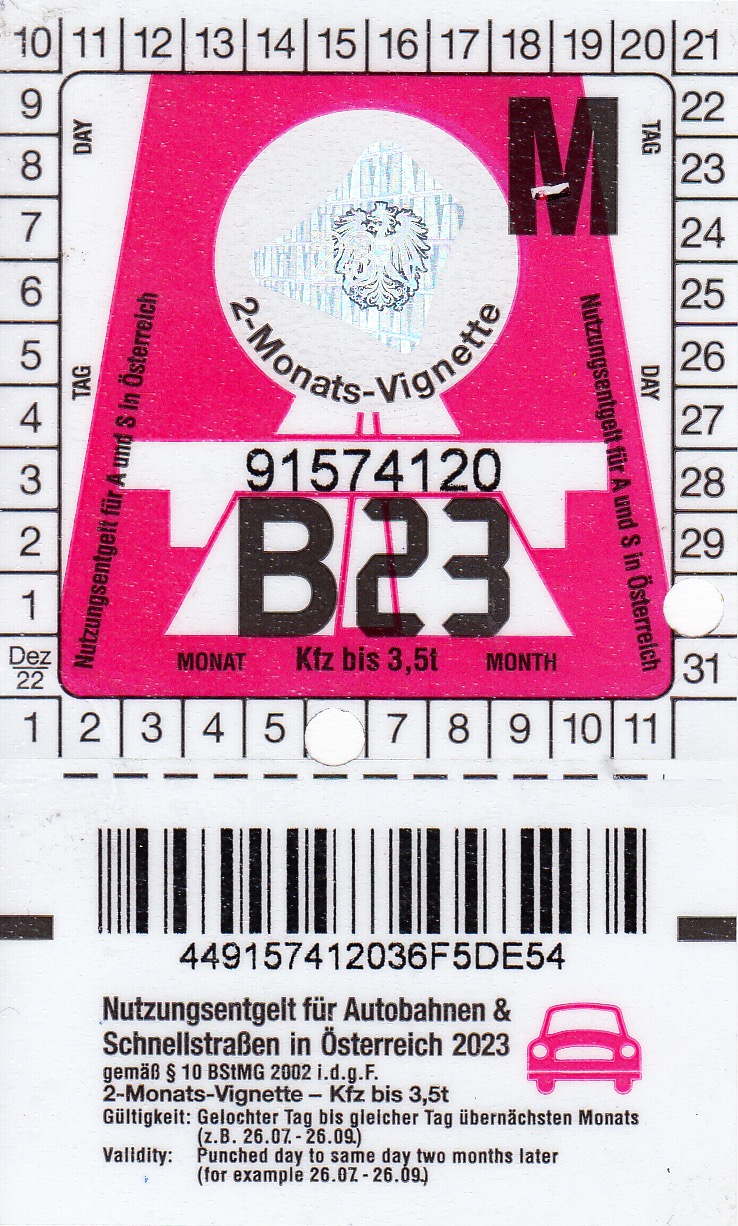 10 11 12 13 14 15 16 17 18 19 20 21
9 22
8 23
7 24
6 25
5 26
4 27
3 28
2 29
1
Dez
22
31
1 2 3 4 5 7 8 9 10 11
DAY
TAG
TAG
DAY
M
2-Monats-Vignette
Nutzungsentgelt für A und S in Österreich
Nutzungsentgelt für A und S in Österreich
91574120
B23
MONAT Kfz bis 3,5t MONTH
449157412036F5DE54
Nutzungsentgelt für Autobahnen &
Schnellstraßen in Österreich 2023
gemäß § 10 BStMG 2002 i.d.g.F.
2-Monats-Vignette – Kfz bis 3,5t
Gültigkeit: Gelochter Tag bis gleicher Tag übernächsten Monats
(z.B. 26.07. - 26.09.)
Validity: Punched day to same day two months later
(for example 26.07. - 26.09.)